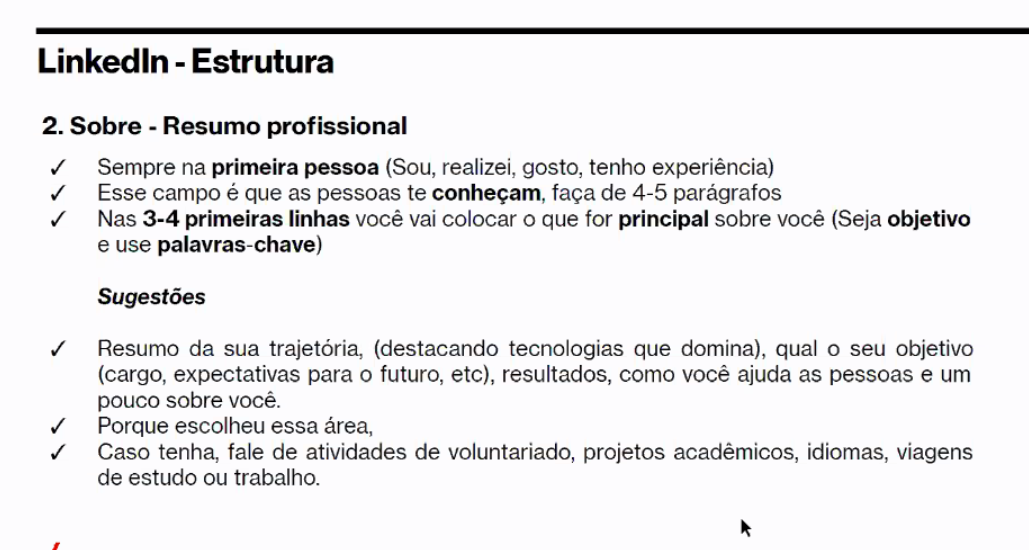 LinkedIn - Estrutura
2. Sobre - Resumo profissional
✓ Sempre na primeira pessoa (Sou, realizei, gosto, tenho experiência)
✓ Esse campo é que as pessoas te conheçam, faça de 4-5 parágrafos
✓ Nas 3-4 primeiras linhas você vai colocar o que for principal sobre você (Seja objetivo
e use palavras-chave)
Sugestões
✓ Resumo da sua trajetória, (destacando tecnologias que domina), qual o seu objetivo
(cargo, expectativas para o futuro, etc), resultados, como você ajuda as pessoas e um
pouco sobre você.
✓ Porque escolheu essa área,
✓ Caso tenha, fale de atividades de voluntariado, projetos acadêmicos, idiomas, viagens
de estudo ou trabalho.